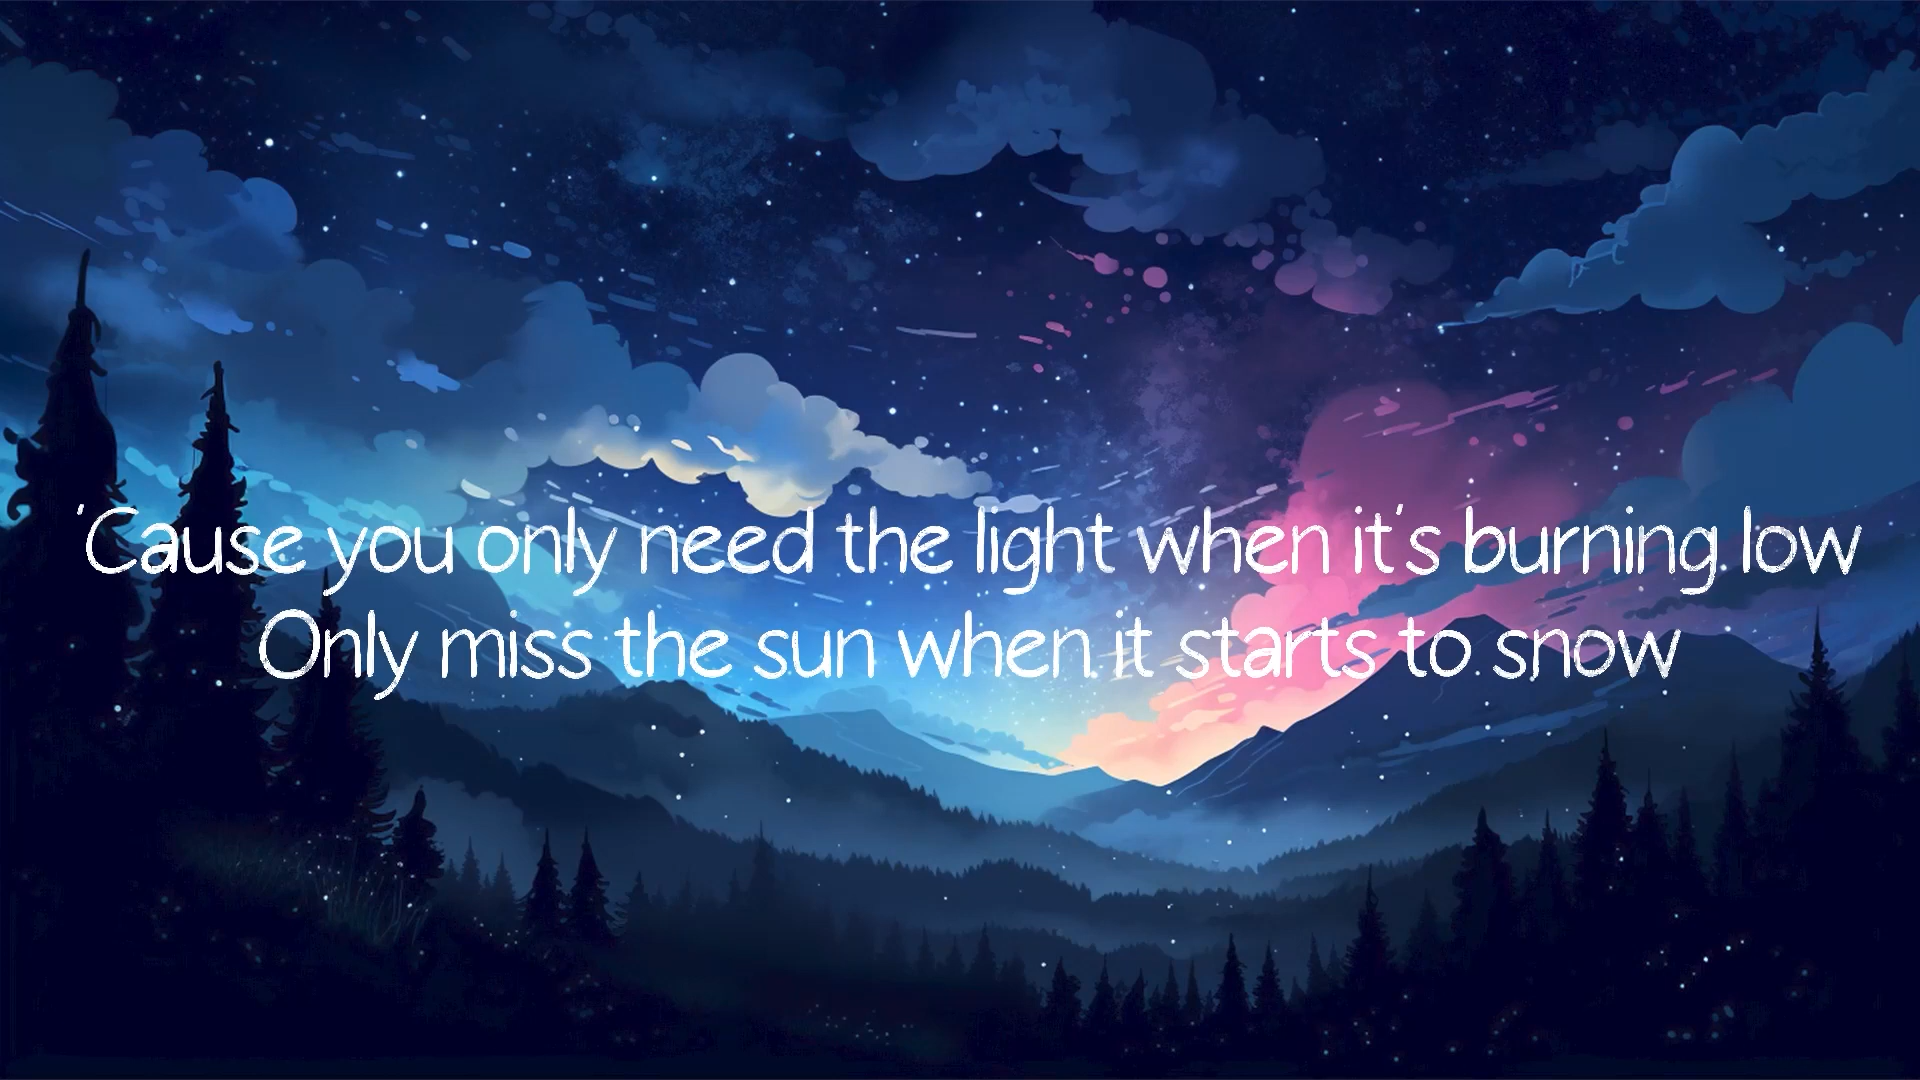 'Cause you only need the light when it's burning low
Only miss the sun when it starts to snow